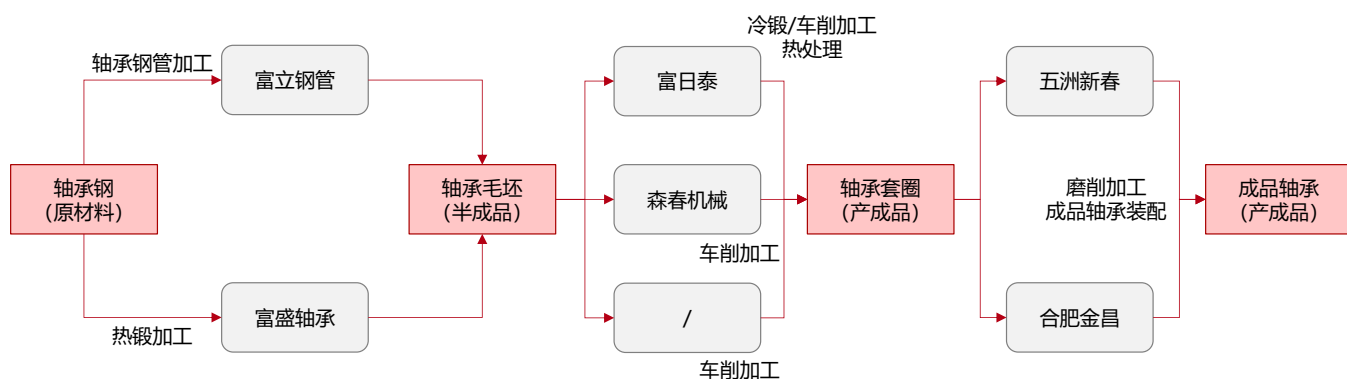 轴承钢管加工
富立钢管
轴承钢
(原材料)
富盛轴承
热锻加工
轴承毛坯
(半成品)
冷锻/车削加工
热处理
富日泰
森春机械
车削加工
/
车削加工
轴承套圈
(产成品)
五洲新春
磨削加工
成品轴承装配
合肥金昌
成品轴承
(产成品)